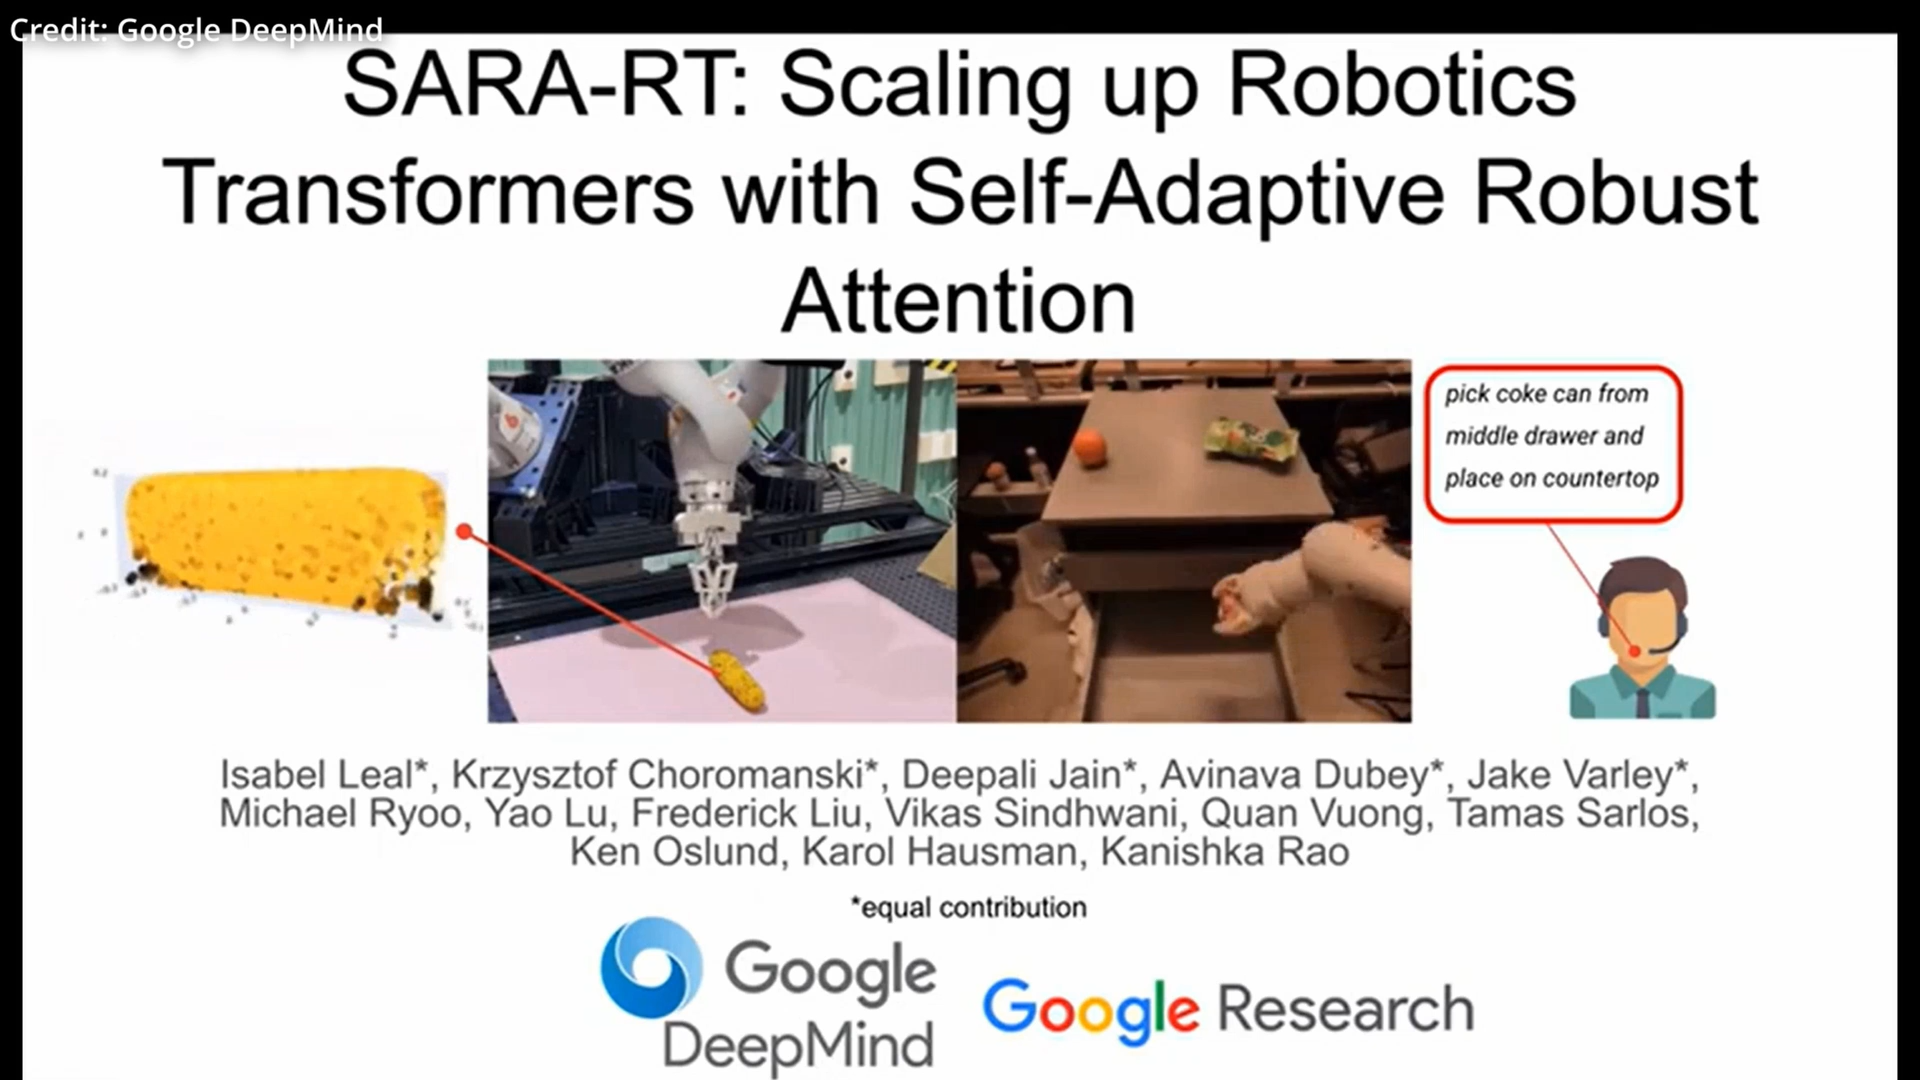 Credit: Google DeepMind
SARA-RT: Scaling up Robotics
Transformers with Self-Adaptive Robust
Attention
pick coke can from
middle drawer and
place on countertop
Isabel Leal*, Krzysztof Choromanski*, Deepali Jain*, Avinava Dubey*, Jake Varley*,
Michael Ryoo, Yao Lu, Frederick Liu, Vikas Sindhwani, Quan Vuong, Tamas Sarlos,
Ken Oslund, Karol Hausman, Kanishka Rao
*equal contribution
Google
DeepMind
Google Research